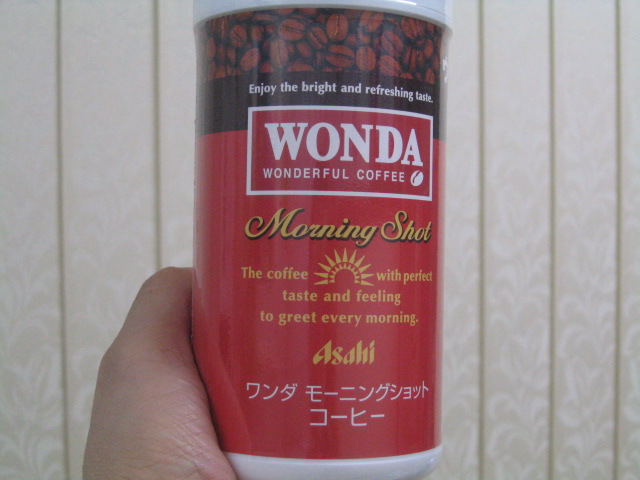 Enjoy the bright and refreshing taste.
WONDA
WONDERFUL COFFEE
Morning Shot
The coffee with perfect
taste and feeling
to greet every morning.
Asahi
ワンダ モーニングショット
コーヒー